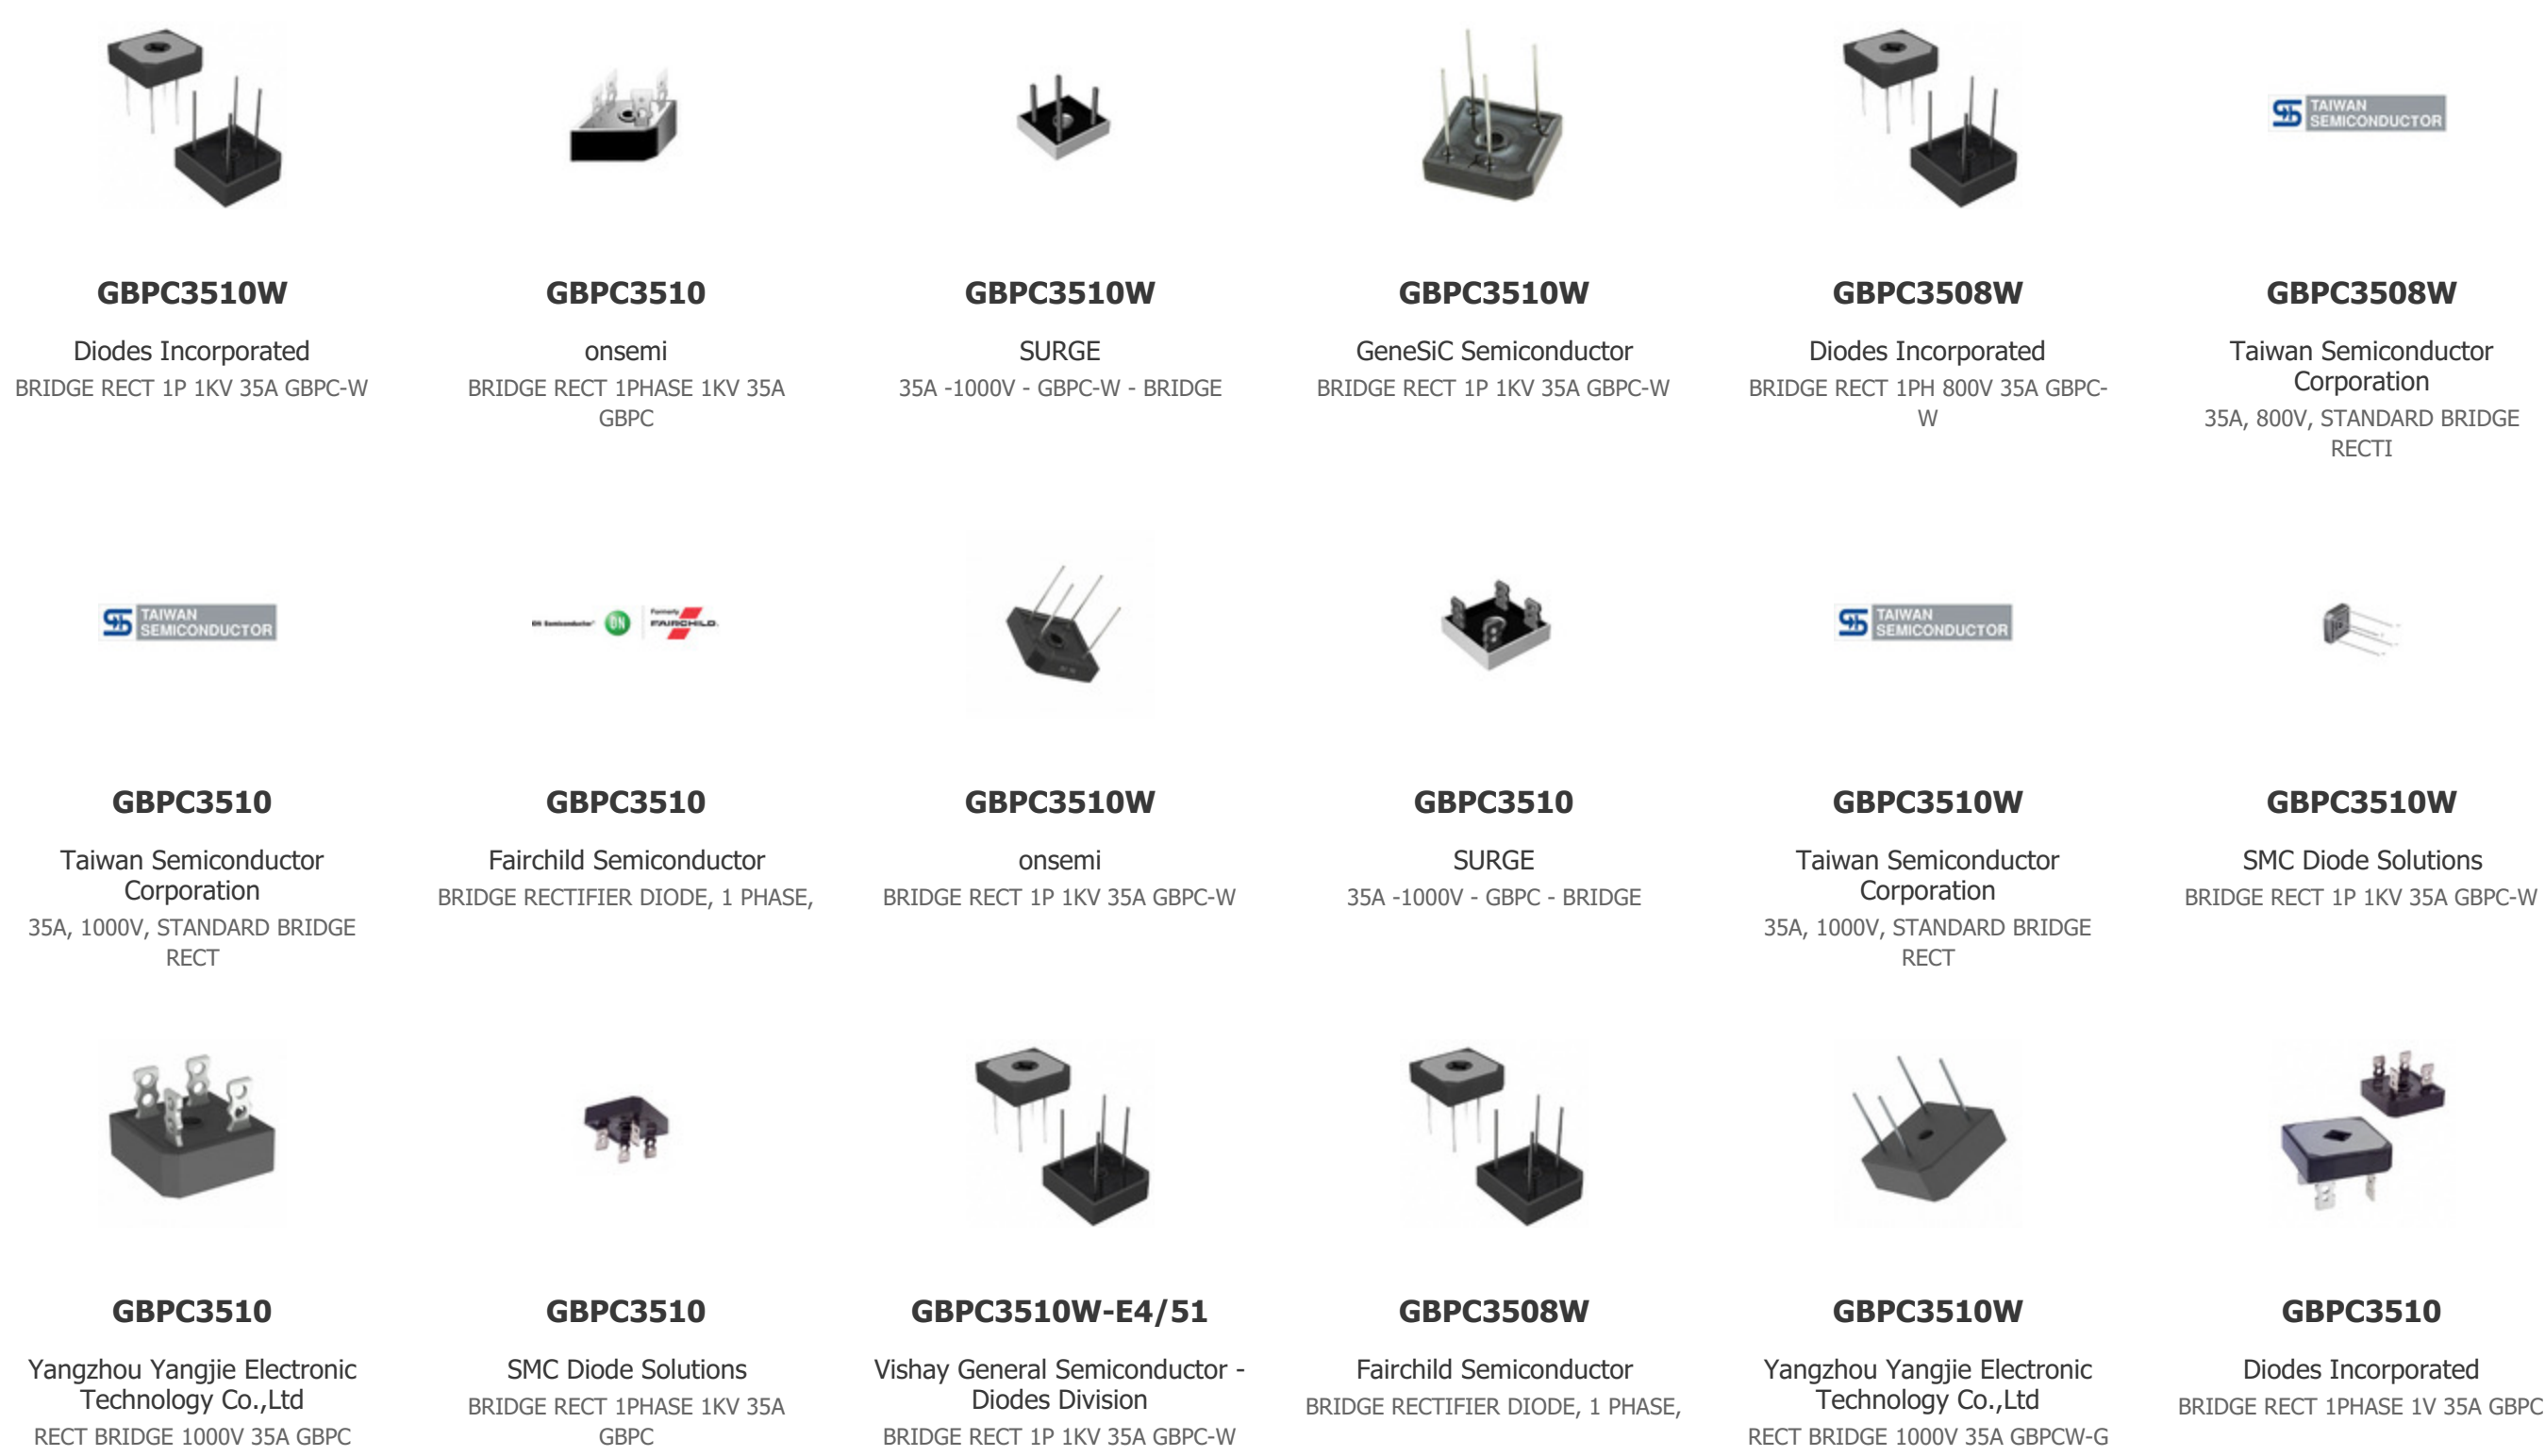 TAIWAN
SEMICONDUCTOR
GBPC3510W
Diodes Incorporated
BRIDGE RECT 1P 1KV 35A GBPC-W
GBPC3510
onsemi
BRIDGE RECT 1PHASE 1KV 35A
GBPC
GBPC3510W
SURGE
35A -1000V - GBPC-W - BRIDGE
GBPC3510W
GeneSiC Semiconductor
BRIDGE RECT 1P 1KV 35A GBPC-W
GBPC3508W
Diodes Incorporated
BRIDGE RECT 1PH 800V 35A GBPC-
W
GBPC3508W
Taiwan Semiconductor
Corporation
35A, 800V, STANDARD BRIDGE
RECTI
TAIWAN
SEMICONDUCTOR
ON Semiconductor
ON
Formerly
FAIRCHILD
TAIWAN
SEMICONDUCTOR
GBPC3510
Taiwan Semiconductor
Corporation
35A, 1000V, STANDARD BRIDGE
RECT
GBPC3510
Fairchild Semiconductor
BRIDGE RECTIFIER DIODE, 1 PHASE,
GBPC3510W
onsemi
BRIDGE RECT 1P 1KV 35A GBPC-W
GBPC3510
SURGE
35A -1000V - GBPC - BRIDGE
GBPC3510W
Taiwan Semiconductor
Corporation
35A, 1000V, STANDARD BRIDGE
RECT
GBPC3510W
SMC Diode Solutions
BRIDGE RECT 1P 1KV 35A GBPC-W
GBPC3510
Yangzhou Yangjie Electronic
Technology Co.,Ltd
RECT BRIDGE 1000V 35A GBPC
GBPC3510
SMC Diode Solutions
BRIDGE RECT 1PHASE 1KV 35A
GBPC
GBPC3510W-E4/51
Vishay General Semiconductor -
Diodes Division
BRIDGE RECT 1P 1KV 35A GBPC-W
GBPC3508W
Fairchild Semiconductor
BRIDGE RECTIFIER DIODE, 1 PHASE,
GBPC3510W
Yangzhou Yangjie Electronic
Technology Co.,Ltd
RECT BRIDGE 1000V 35A GBPCW-G
GBPC3510
Diodes Incorporated
BRIDGE RECT 1PHASE 1V 35A GBPC